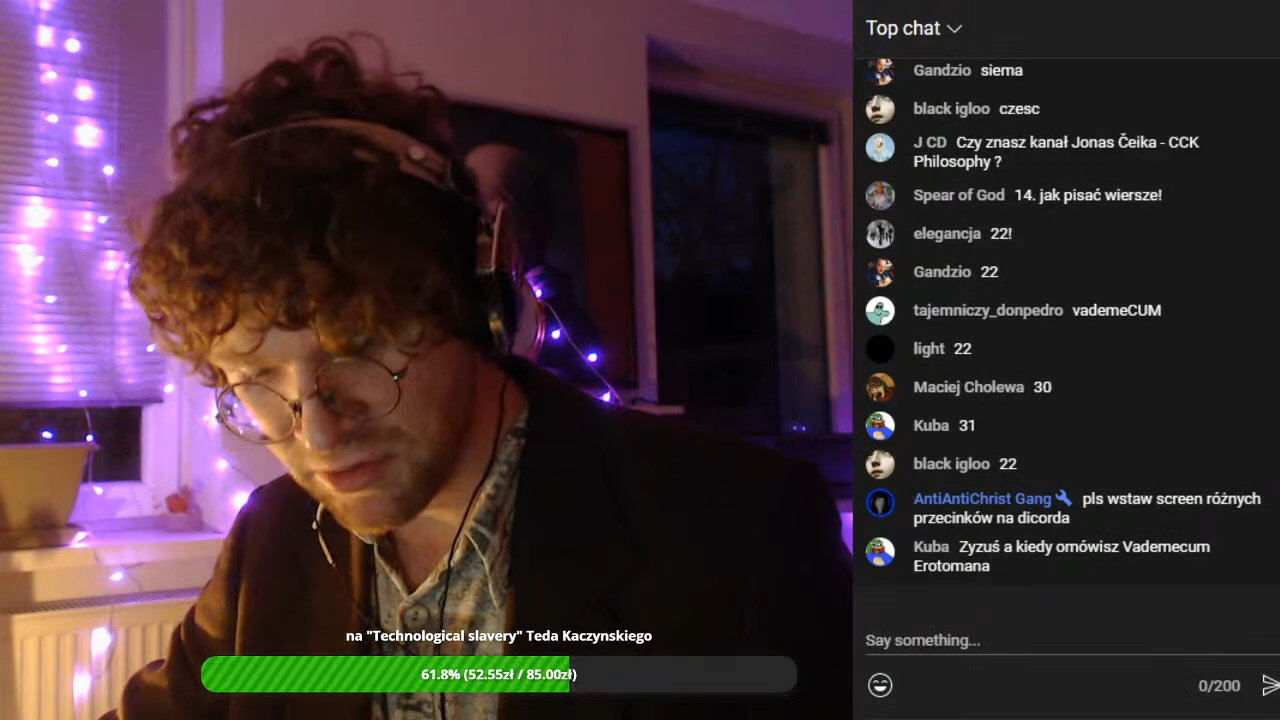 Top chat
Gandzio siema
black igloo czesc
J CD Czy znasz kanał Jonas Čeika - CCK
Philosophy ?
Spear of God 14. jak pisać wiersze!
elegancja 22!
Gandzio 22
tajemniczy_donpedro vademeCUM
light 22
Maciej Cholewa 30
Kuba 31
black igloo 22
AntiAntiChrist Gang pls wstaw screen różnych
przecinków na dicorda
Kuba Zyzuś a kiedy omówisz Vademecum
Erotomana
Say something...
0/200
na "Technological slavery" Teda Kaczynskiego
61.8% (52.55zł / 85.00zł)